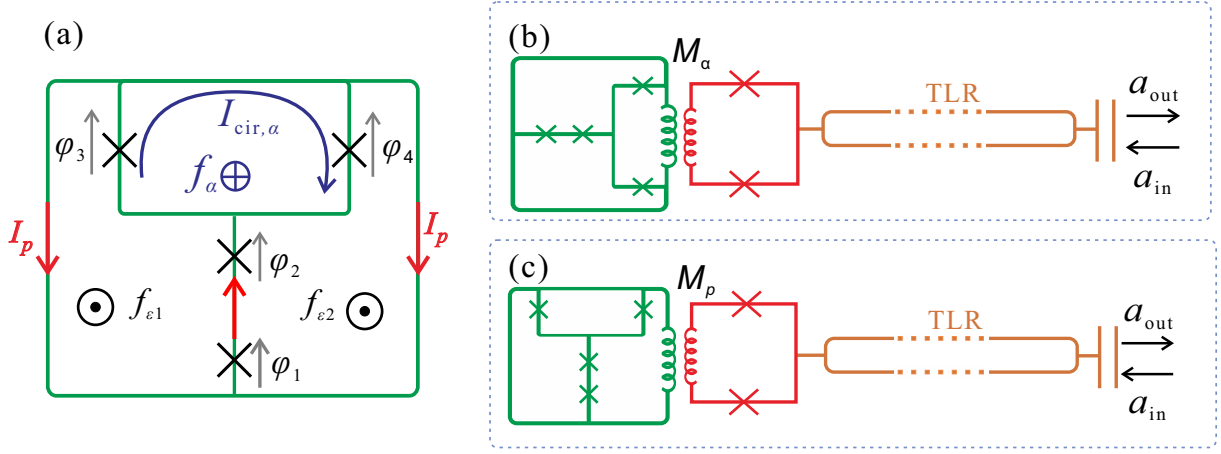 (a)
I_cir,α
φ₃
φ₄
f_α
I_p
I_p
φ₂
f_ε1
f_ε2
φ₁
(b)
M_α
TLR
a_out
a_in
(c)
M_p
TLR
a_out
a_in